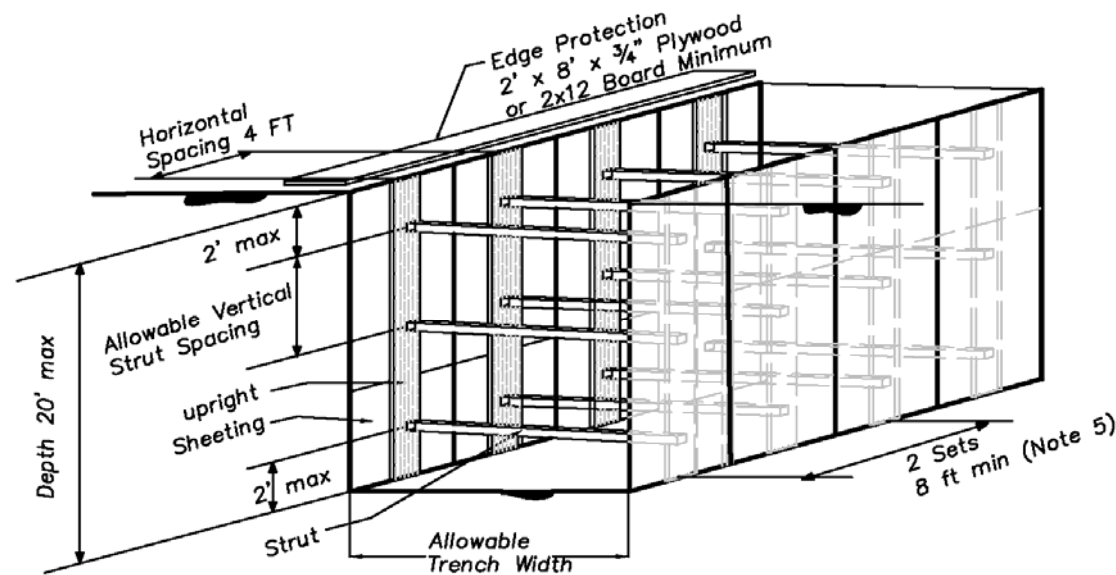 Edge Protection
2' x 8' x ¾" Plywood
or 2x12 Board Minimum
Horizontal
Spacing 4 FT
2' max
Allowable Vertical
Strut Spacing
upright
Sheeting
Depth 20' max
2' max
Strut
Allowable
Trench Width
2 Sets
8 ft min (Note 5)